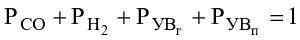 P_CO + P_H₂ + P_УВг + P_УВп = 1